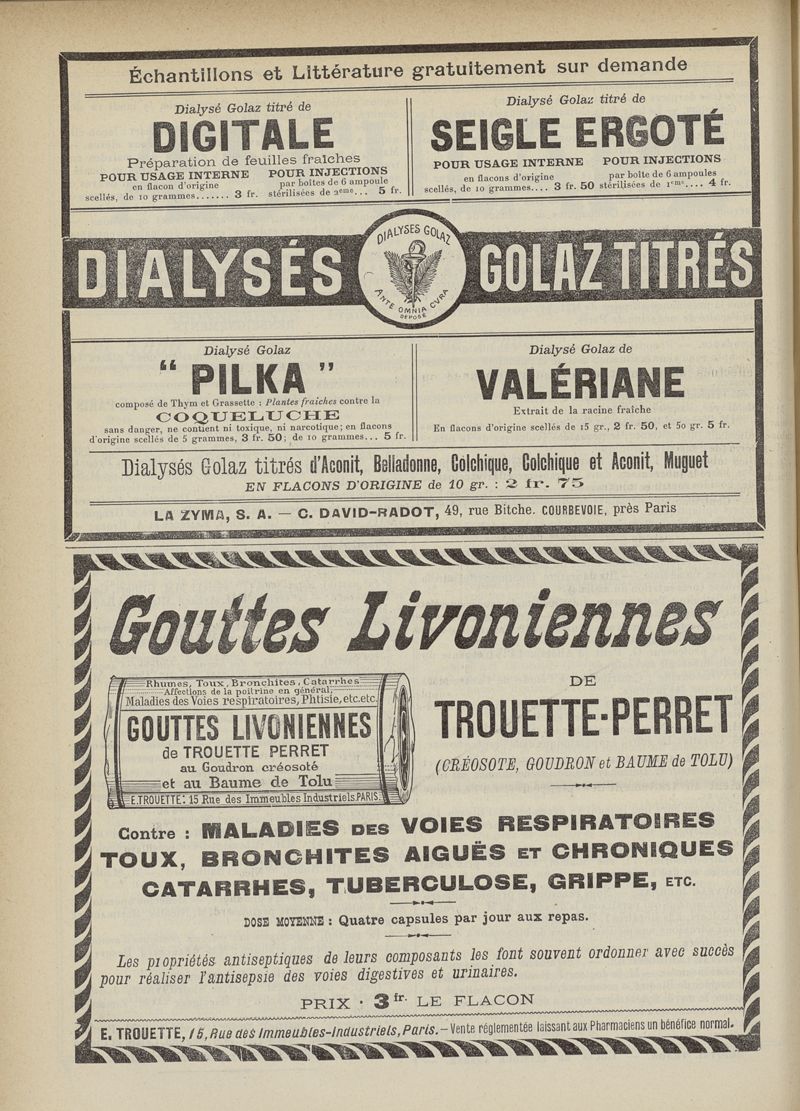 Échantillons et Littérature gratuitement sur demande
Dialysé Golaz titré de
DIGITALE
Préparation de feuilles fraîches
POUR USAGE INTERNE
en flacon d'origine
scellés, de 10 grammes....... 3 fr.
POUR INJECTIONS
par boîtes de 6 ampoule
stérilisées de 2ᵉᵐᵉ... 5 fr.
Dialysé Golaz titré de
SEIGLE ERGOTÉ
POUR USAGE INTERNE
en flacons d'origine
scellés, de 10 grammes.... 3 fr. 50
POUR INJECTIONS
par boîte de 6 ampoules
stérilisées de 1ᶜᵐᶜ.... 4 fr.
DIALYSÉS
DIALYSES GOLAZ
ANTE OMNIA CURA
DEPOSÉ
GOLAZ TITRÉS
Dialysé Golaz
“ PILKA ”
composé de Thym et Grassette : Plantes fraîches contre la
COQUELUCHE
sans danger, ne contient ni toxique, ni narcotique; en flacons
d'origine scellés de 5 grammes, 3 fr. 50; de 10 grammes... 5 fr.
Dialysé Golaz de
VALÉRIANE
Extrait de la racine fraîche
En flacons d'origine scellés de 15 gr., 2 fr. 50, et 50 gr. 5 fr.
Dialysés Golaz titrés d'Aconit, Belladonne, Colchique, Colchique et Aconit, Muguet
EN FLACONS D'ORIGINE de 10 gr. : 2 fr. 75
LA ZYMA, S. A. — C. DAVID-RADOT, 49, rue Bitche. COURBEVOIE, près Paris
Gouttes Livoniennes
Rhumes, Toux, Bronchites, Catarrhes
Affections de la poitrine en général,
Maladies des Voies respiratoires, Phtisie, etc. etc.
GOUTTES LIVONIENNES
de TROUETTE PERRET
au Goudron créosoté
et au Baume de Tolu
E. TROUETTE. 15 Rue des Immeubles Industriels. PARIS.
DE
TROUETTE-PERRET
(CRÉOSOTE, GOUDRON et BAUME de TOLU)
Contre : MALADIES DES VOIES RESPIRATOIRES
TOUX, BRONCHITES AIGUËS ET CHRONIQUES
CATARRHES, TUBERCULOSE, GRIPPE, ETC.
DOSE MOYENNE : Quatre capsules par jour aux repas.
Les propriétés antiseptiques de leurs composants les font souvent ordonner avec succès
pour réaliser l'antisepsie des voies digestives et urinaires.
PRIX · 3 fr. LE FLACON
E. TROUETTE, 15, Rue des Immeubles-Industriels, Paris. – Vente réglementée laissant aux Pharmaciens un bénéfice normal.